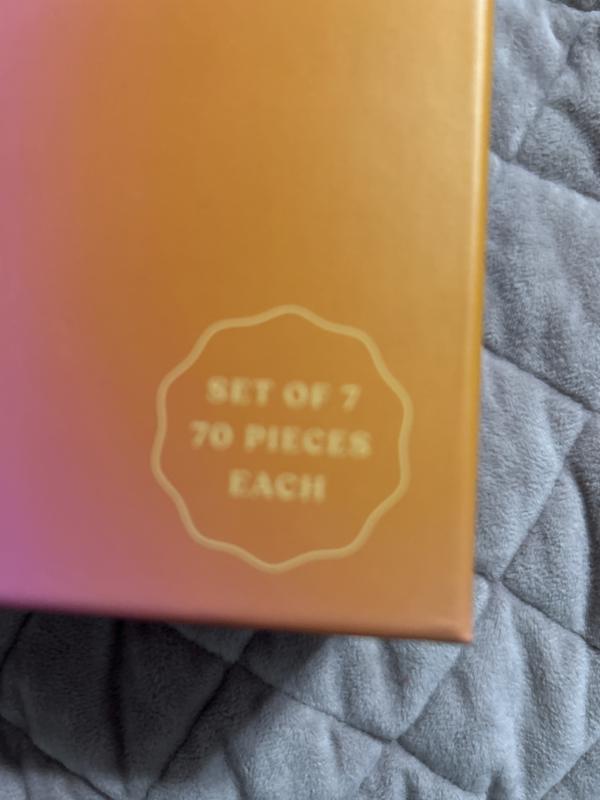 SET OF 7
70 PIECES
EACH